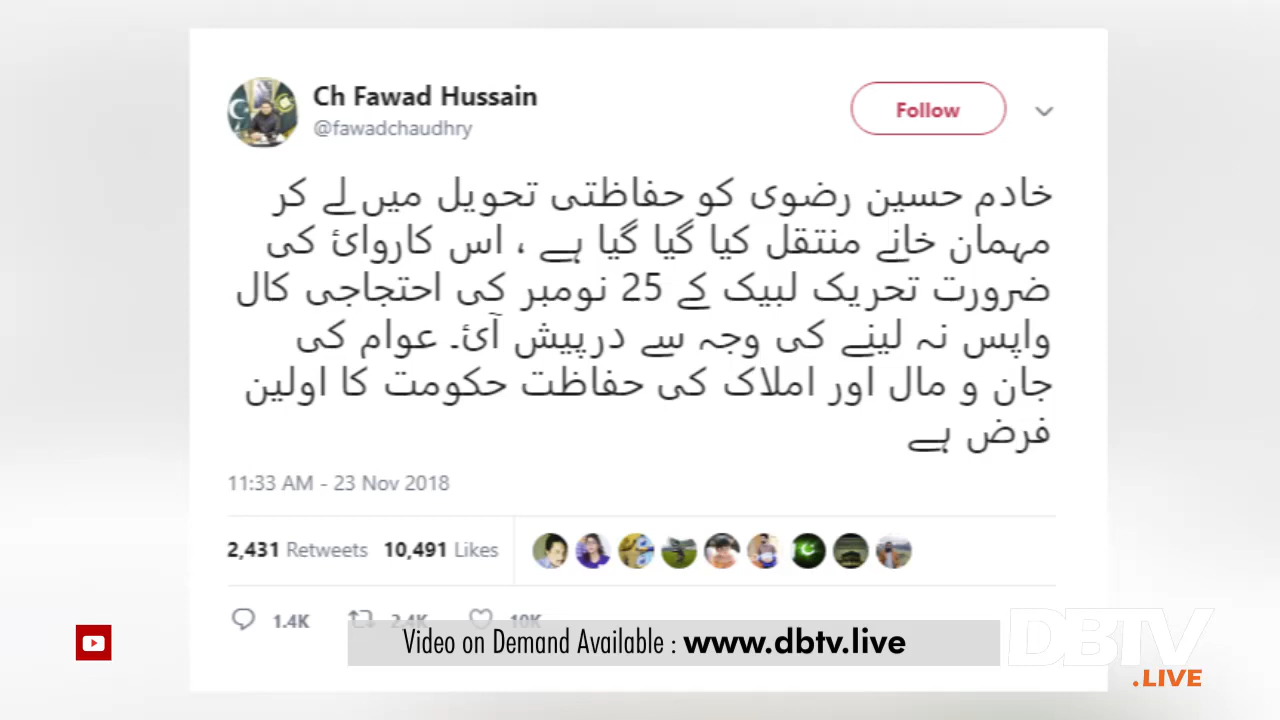 Ch Fawad Hussain
@fawadchaudhry
Follow
خادم حسین رضوی کو حفاظتی تحویل میں لے کر
مہمان خانے منتقل کیا گیا گیا ہے ، اس کاروائ کی
ضرورت تحریک لبیک کے 25 نومبر کی احتجاجی کال
واپس نہ لینے کی وجہ سے درپیش آئ۔ عوام کی
جان و مال اور املاک کی حفاظت حکومت کا اولین
فرض ہے
11:33 AM - 23 Nov 2018
2,431 Retweets 10,491 Likes
1.4K 2.4K 10K
Video on Demand Available : www.dbtv.live
DBTV
.LIVE